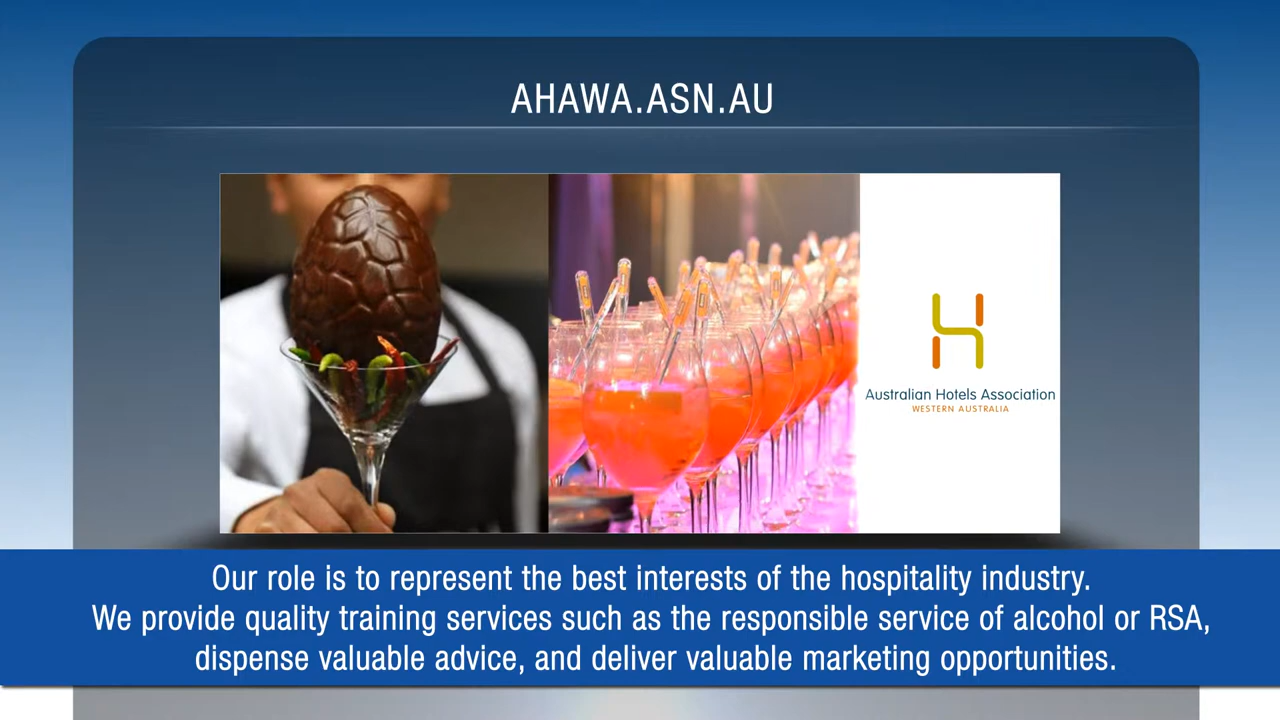 AHAWA.ASN.AU
Australian Hotels Association
WESTERN AUSTRALIA
Our role is to represent the best interests of the hospitality industry.
We provide quality training services such as the responsible service of alcohol or RSA,
dispense valuable advice, and deliver valuable marketing opportunities.